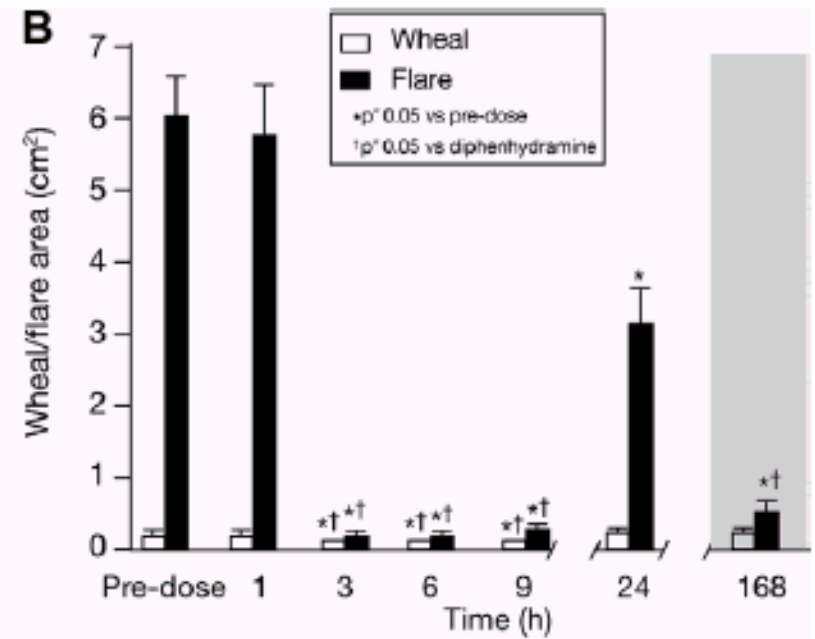 B
Wheal
Flare
*p″ 0.05 vs pre-dose
†p″ 0.05 vs diphenhydramine
Wheal/flare area (cm²)
7
6
5
4
3
2
1
0
*† *†
*† *†
*† *†
*
*†
Pre-dose 1 3 6 9 24 168
Time (h)